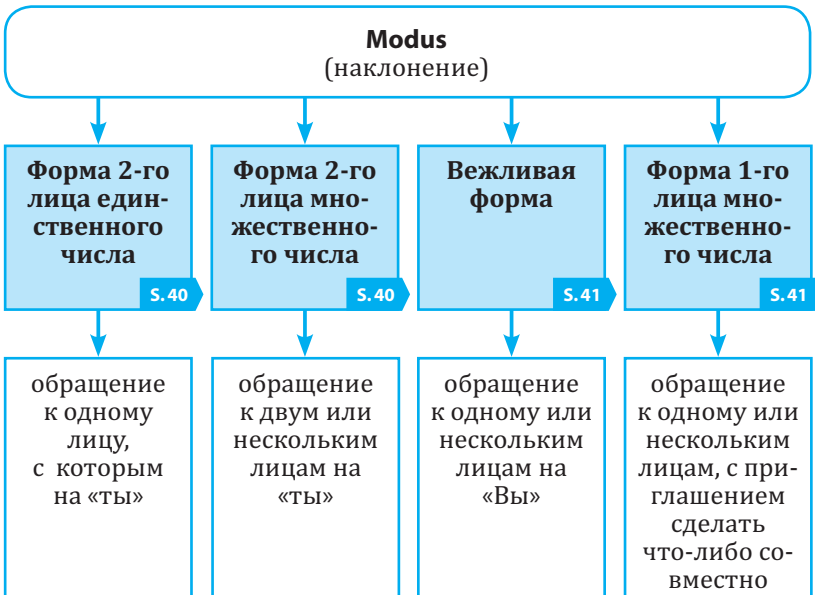 Modus
(наклонение)
Форма 2-го
лица един-
ственного
числа
S. 40
Форма 2-го
лица мно-
жественно-
го числа
S. 40
Вежливая
форма
S. 41
Форма 1-го
лица мно-
жественно-
го числа
S. 41
обращение
к одному
лицу,
с которым
на «ты»
обращение
к двум или
нескольким
лицам на
«ты»
обращение
к одному или
нескольким
лицам на
«Вы»
обращение
к одному или
нескольким
лицам, с при-
глашением
сделать
что-либо со-
вместно